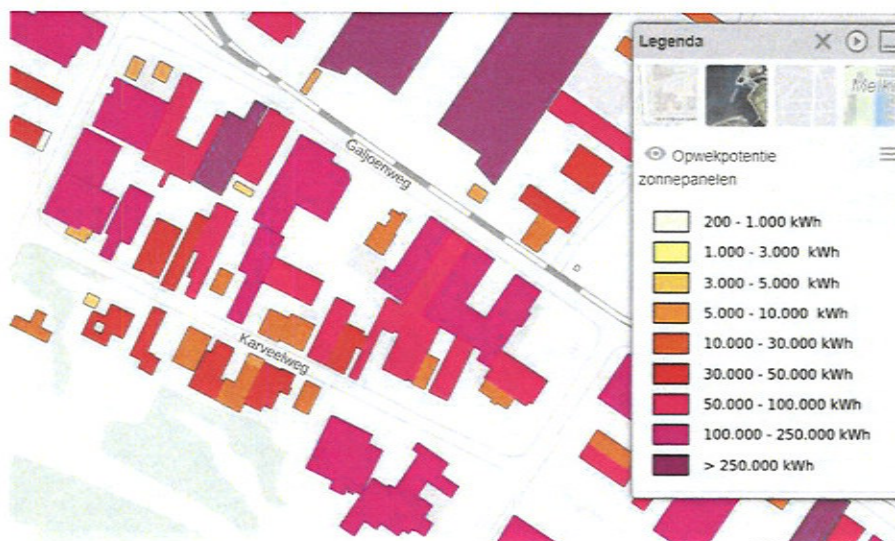 Legenda
Opwekpotentie
zonnepanelen
200 - 1.000 kWh
1.000 - 3.000 kWh
3.000 - 5.000 kWh
5.000 - 10.000 kWh
10.000 - 30.000 kWh
30.000 - 50.000 kWh
50.000 - 100.000 kWh
100.000 - 250.000 kWh
> 250.000 kWh
Galjoenweg
Karveelweg